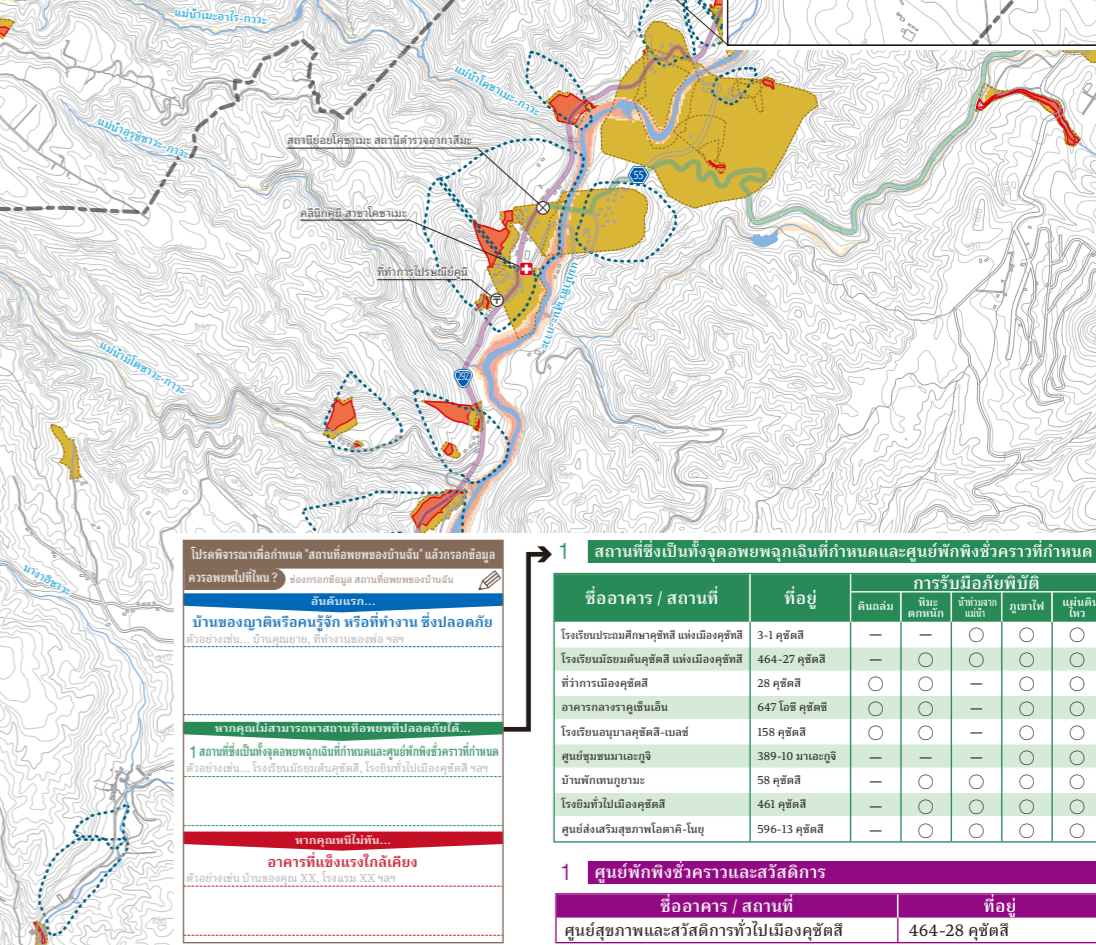 แม่น้ำเมะอาไร-กาวะ
แม่น้ำโคซาเมะ-กาวะ
แม่น้ำอุรุชิซาวะ-กาวะ
สถานีย่อยโคซาเมะ สถานีตำรวจอากาสึมะ
55
คลินิกคุนิ สาขาโคซาเมะ
ที่ทำการไปรษณีย์คุนิ
292
โปรดพิจารณาเพื่อกำหนด "สถานที่อพยพของบ้านฉัน" แล้วกรอกข้อมูล
ควรอพยพไปที่ไหน ? ช่องกรอกข้อมูล สถานที่อพยพของบ้านฉัน
อันดับแรก...
บ้านของญาติหรือคนรู้จัก หรือที่ทำงาน ซึ่งปลอดภัย
ตัวอย่างเช่น... บ้านคุณยาย, ที่ทำงานของพ่อ ฯลฯ
หากคุณไม่สามารถหาสถานที่อพยพที่ปลอดภัยได้...
1 สถานที่ซึ่งเป็นทั้งจุดอพยพฉุกเฉินที่กำหนดและศูนย์พักพิงชั่วคราวที่กำหนด
ตัวอย่างเช่น... โรงเรียนมัธยมต้นคุซัตสึ, โรงยิมทั่วไปเมืองคุซัตสึ ฯลฯ
หากคุณหนีไม่ทัน...
อาคารที่แข็งแรงใกล้เคียง
ตัวอย่างเช่น บ้านของคุณ XX, โรงแรม XX ฯลฯ
1 สถานที่ซึ่งเป็นทั้งจุดอพยพฉุกเฉินที่กำหนดและศูนย์พักพิงชั่วคราวที่กำหนด
ชื่ออาคาร / สถานที่ ที่อยู่ การรับมือภัยพิบัติ
ดินถล่ม หิมะตกหนัก น้ำท่วมจากแม่น้ำ ภูเขาไฟ แผ่นดินไหว
โรงเรียนประถมศึกษาคุซัทสึ แห่งเมืองคุซัทสึ 3-1 คุซัตสึ — — ○ ○ ○
โรงเรียนมัธยมต้นคุซัตสึ แห่งเมืองคุซัทสึ 464-27 คุซัตสึ — ○ ○ ○ ○
ที่ว่าการเมืองคุซัตสึ 28 คุซัตสึ ○ ○ — ○ ○
อาคารกลางราคุเซ็นเอ็น 647 โอซี คุซัตซึ ○ ○ — ○ ○
โรงเรียนอนุบาลคุซัตสึ-เบลซ์ 158 คุซัตสึ ○ ○ — ○ ○
ศูนย์ชุมชนมาเอะกูจิ 389-10 มาเอะกูจิ — — — ○ ○
บ้านพักเทนกูยามะ 58 คุซัตสึ — ○ ○ ○ ○
โรงยิมทั่วไปเมืองคุซัตสึ 461 คุซัตสึ — ○ ○ ○ ○
ศูนย์ส่งเสริมสุขภาพโอตาคิ-โนยุ 596-13 คุซัตสึ — ○ ○ ○ ○
1 ศูนย์พักพิงชั่วคราวและสวัสดิการ
ชื่ออาคาร / สถานที่ ที่อยู่
ศูนย์สุขภาพและสวัสดิการทั่วไปเมืองคุซัตสึ 464-28 คุซัตสึ